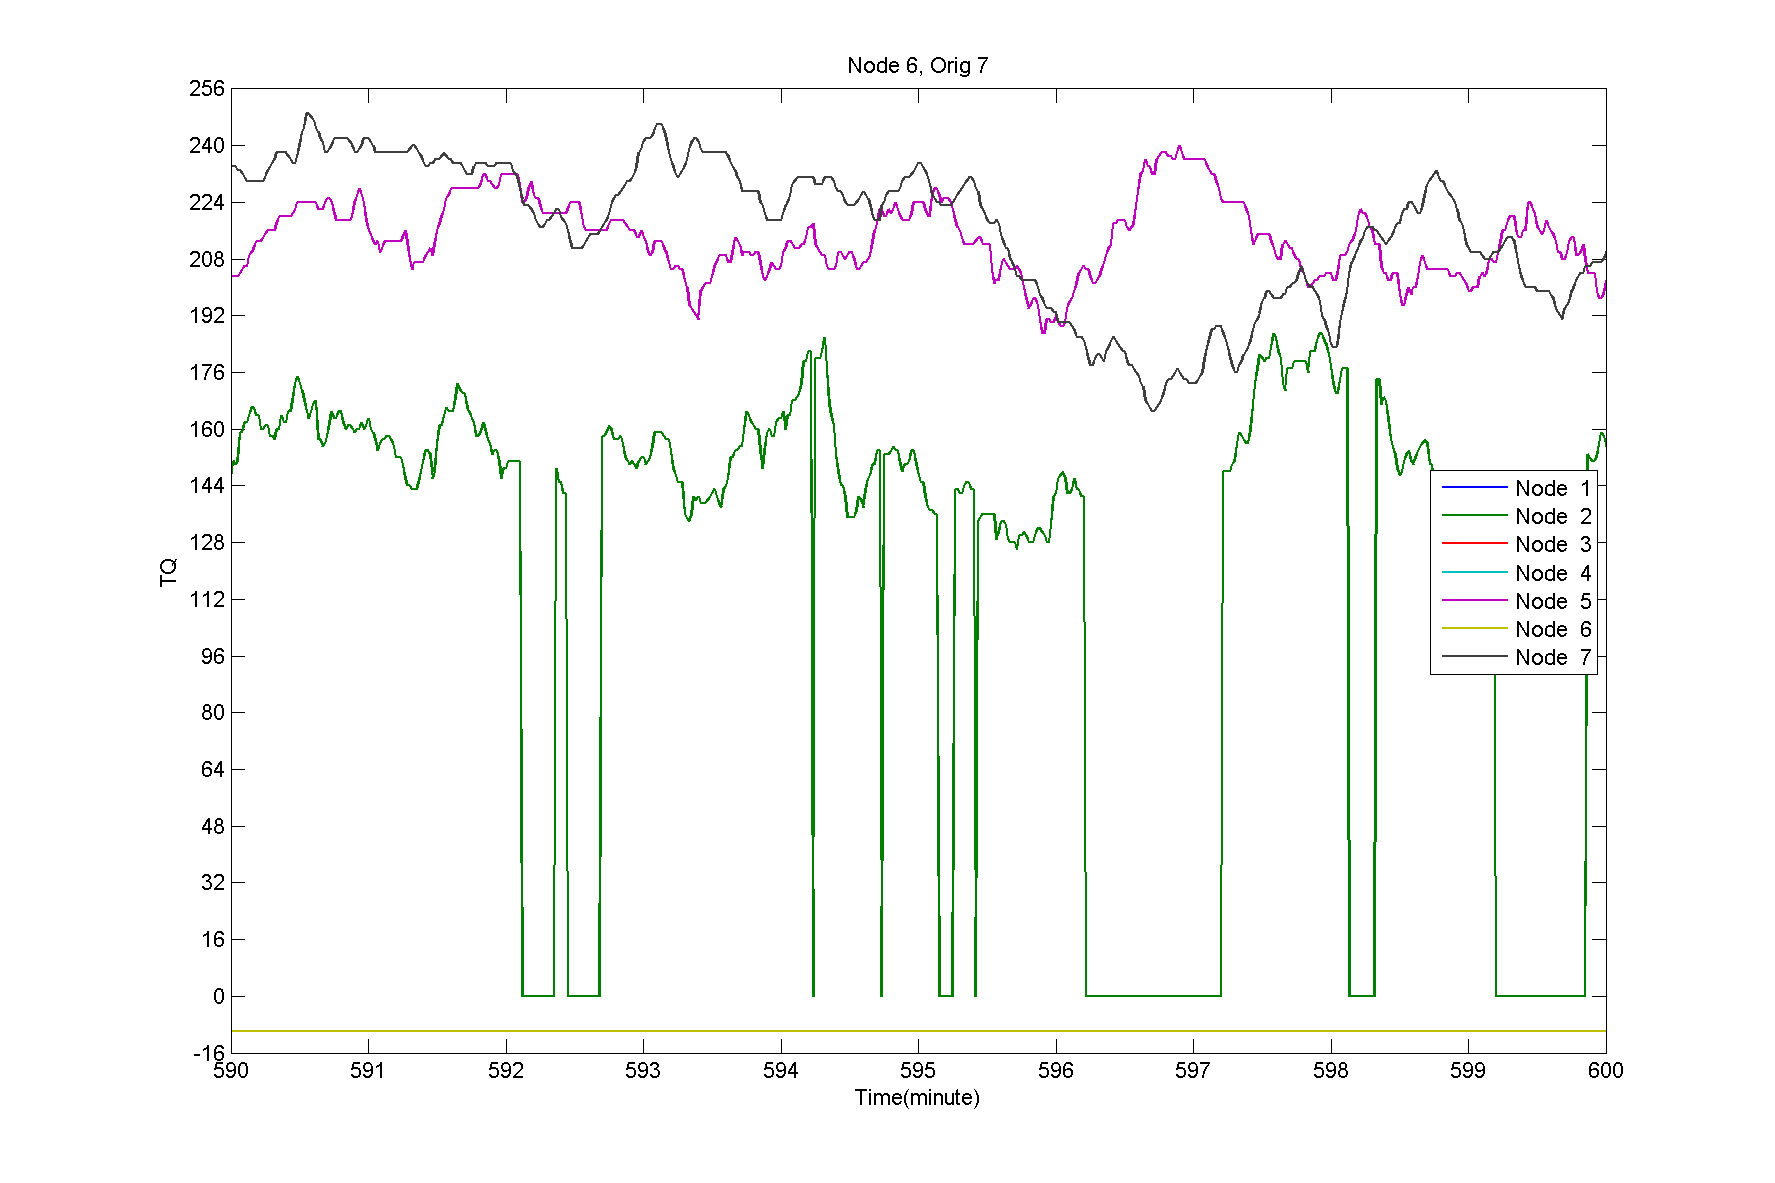 Node 6, Orig 7
256
240
224
208
192
176
160
144
128
112
96
80
64
48
32
16
0
-16
TQ
Node 1
Node 2
Node 3
Node 4
Node 5
Node 6
Node 7
590 591 592 593 594 595 596 597 598 599 600
Time(minute)